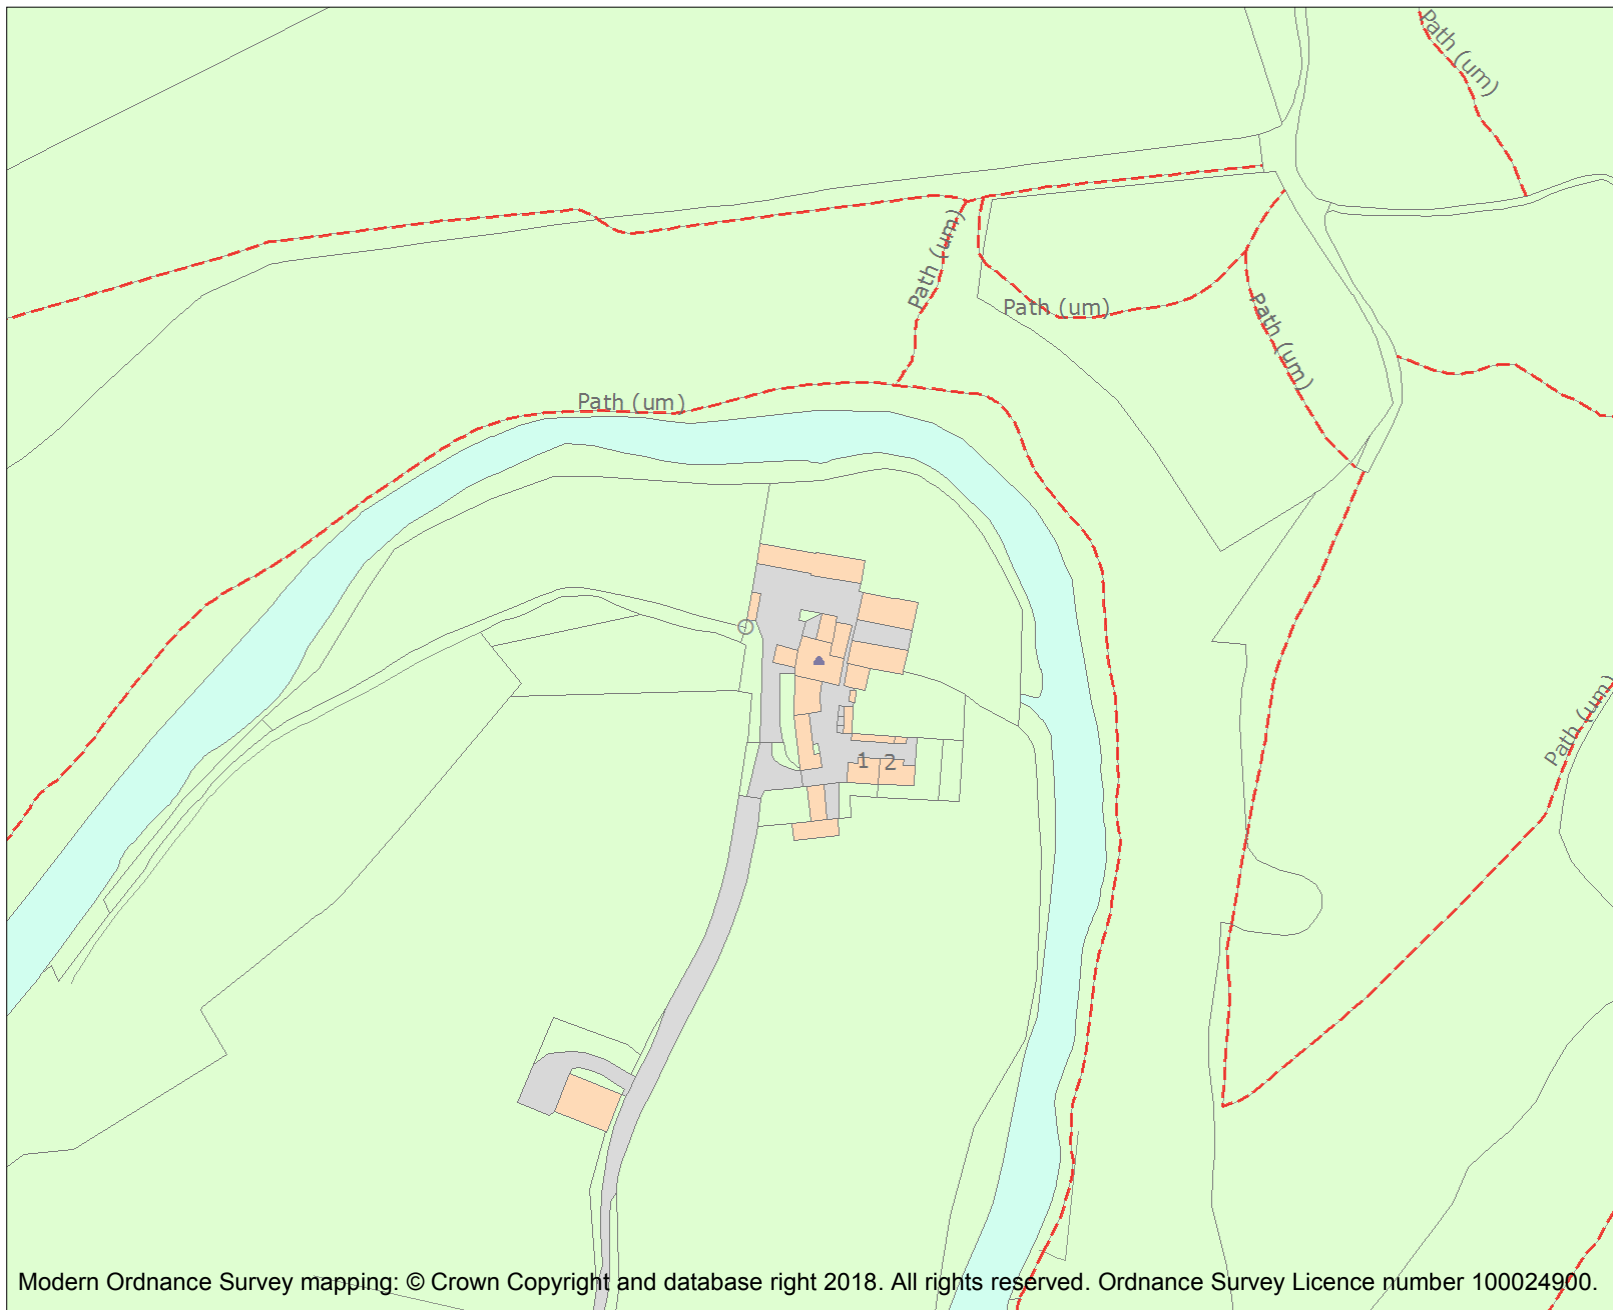 Path (um)
Path (um)
Path (um)
Path (um)
Path (um)
Path (um)
1 2
Modern Ordnance Survey mapping: © Crown Copyright and database right 2018. All rights reserved. Ordnance Survey Licence number 100024900.